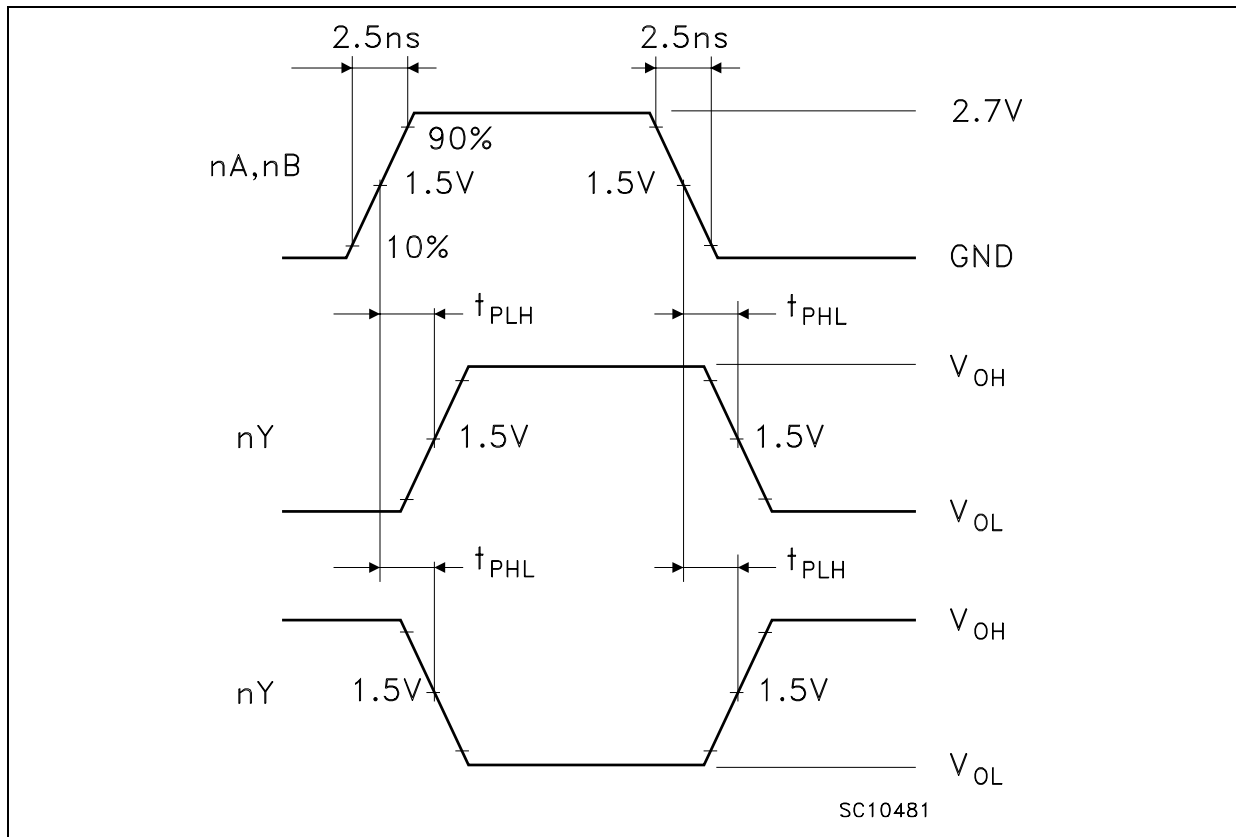 2.5ns 2.5ns
2.7V
90%
nA,nB 1.5V 1.5V
10% GND
tPLH tPHL
VOH
nY 1.5V 1.5V
VOL
tPHL tPLH
VOH
nY 1.5V 1.5V
VOL
SC10481